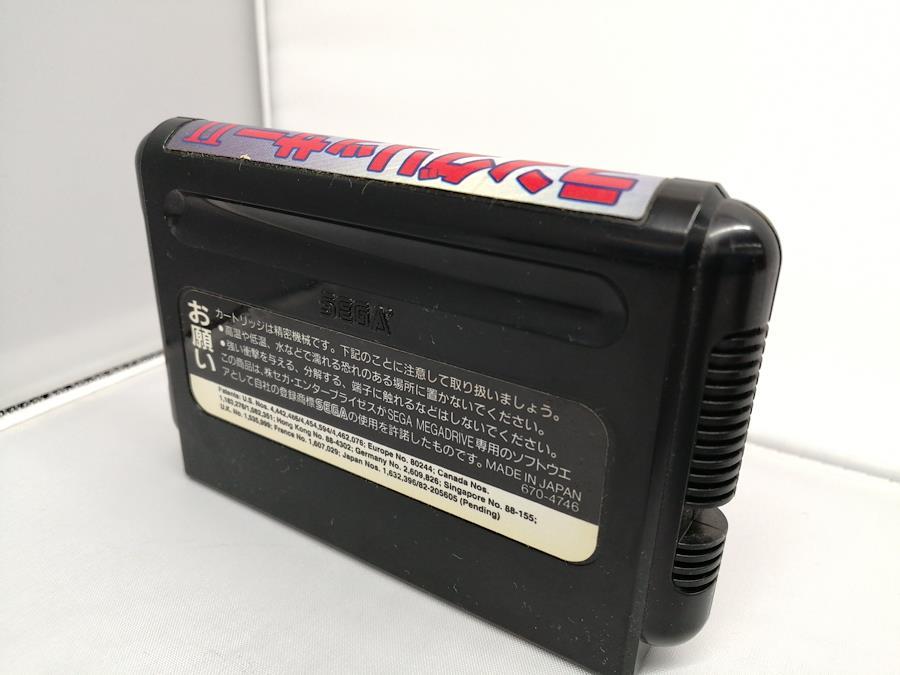 ラングリッサーII
SEGA
お願い
カートリッジは精密機械です。下記のことに注意して取り扱いましょう。
●高温や低温、水などで濡れる恐れのある場所に置かないでください。
●強い衝撃を与える、分解する、端子に触れるなどはしないでください。
この商品は、株セガ・エンタープライゼスがSEGA MEGADRIVE専用のソフトウエ
アとして自社の登録商標SEGAの使用を許諾したものです。MADE IN JAPAN
670-4746
Patents: U.S. Nos. 4,442,486/4,454,594/4,462,076; Europe No. 80244; Canada Nos.
1,183,276/1,082,351; Hong Kong No. 88-4302; Germany No. 2,609,826; Singapore No. 88-155;
U.K. No. 1,535,999; France No. 1,607,029; Japan Nos. 1,632,396/82-205605 (Pending)